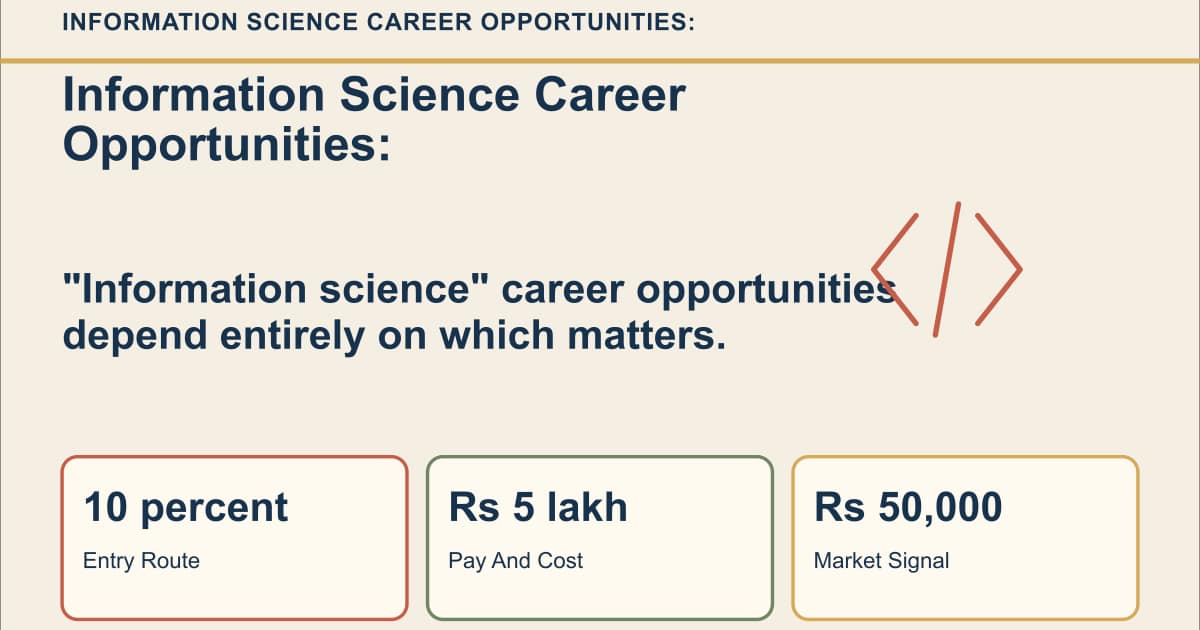 INFORMATION SCIENCE CAREER OPPORTUNITIES:
Information Science Career
Opportunities:
"Information science" career opportunities
depend entirely on which matters.
10 percent
Entry Route
Rs 5 lakh
Pay And Cost
Rs 50,000
Market Signal